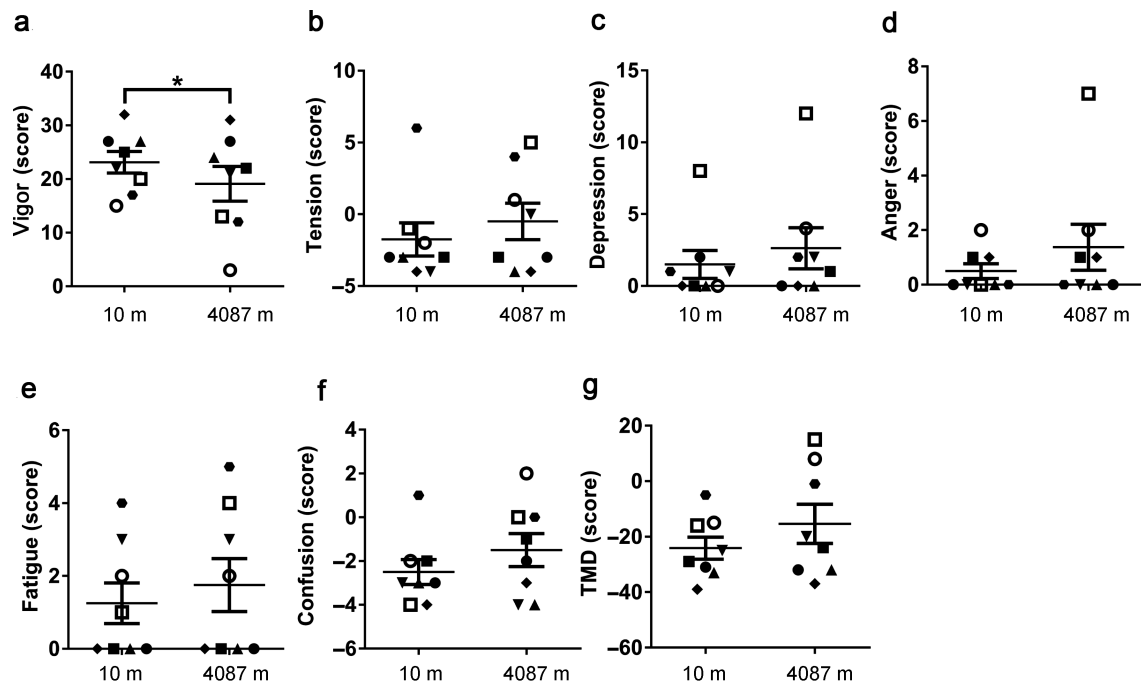 a
Vigor (score)
40
30
20
10
0
*
10 m 4087 m
b
Tension (score)
10
5
0
–5
10 m 4087 m
c
Depression (score)
15
10
5
0
10 m 4087 m
d
Anger (score)
8
6
4
2
0
10 m 4087 m
e
Fatigue (score)
6
4
2
0
10 m 4087 m
f
Confusion (score)
4
2
0
–2
–4
–6
10 m 4087 m
g
TMD (score)
20
0
–20
–40
–60
10 m 4087 m